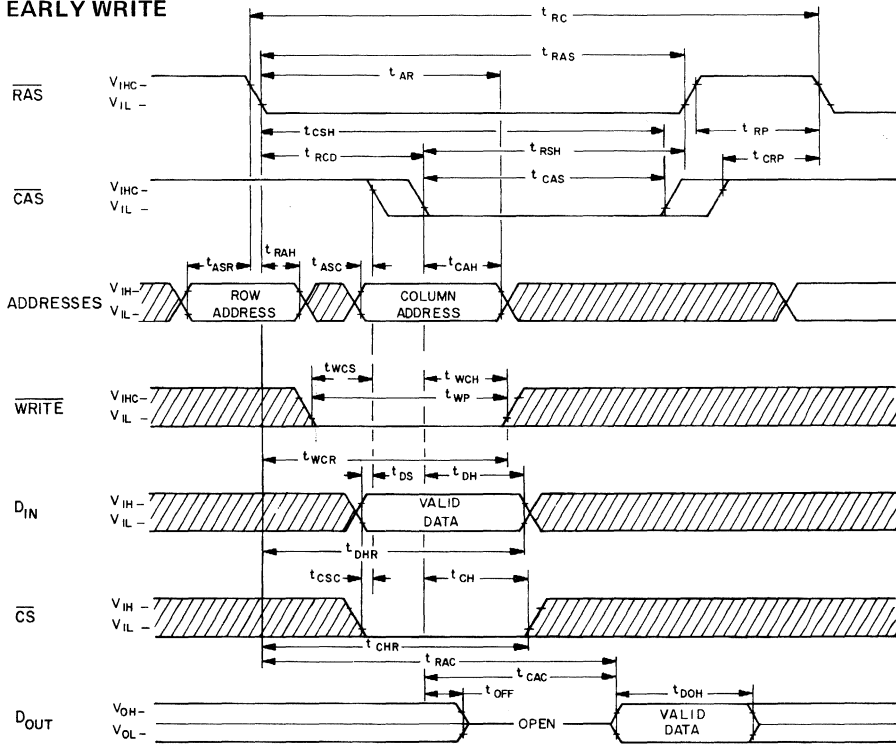 EARLY WRITE
t RC
t RAS
t AR
RAS
V IHC –
V IL –
t RP
t CSH
t RSH
t RCD
t CRP
t CAS
CAS
V IHC –
V IL –
t ASR
t RAH
t ASC
t CAH
ADDRESSES
V IH –
V IL –
ROW ADDRESS
COLUMN ADDRESS
t WCS
t WCH
t WP
WRITE
V IHC –
V IL –
t WCR
t DS
t DH
D IN
V IH –
V IL –
VALID DATA
t DHR
t CSC
t CH
CS
V IH –
V IL –
t CHR
t RAC
t CAC
t OFF
t DOH
D OUT
V OH –
V OL –
OPEN
VALID DATA